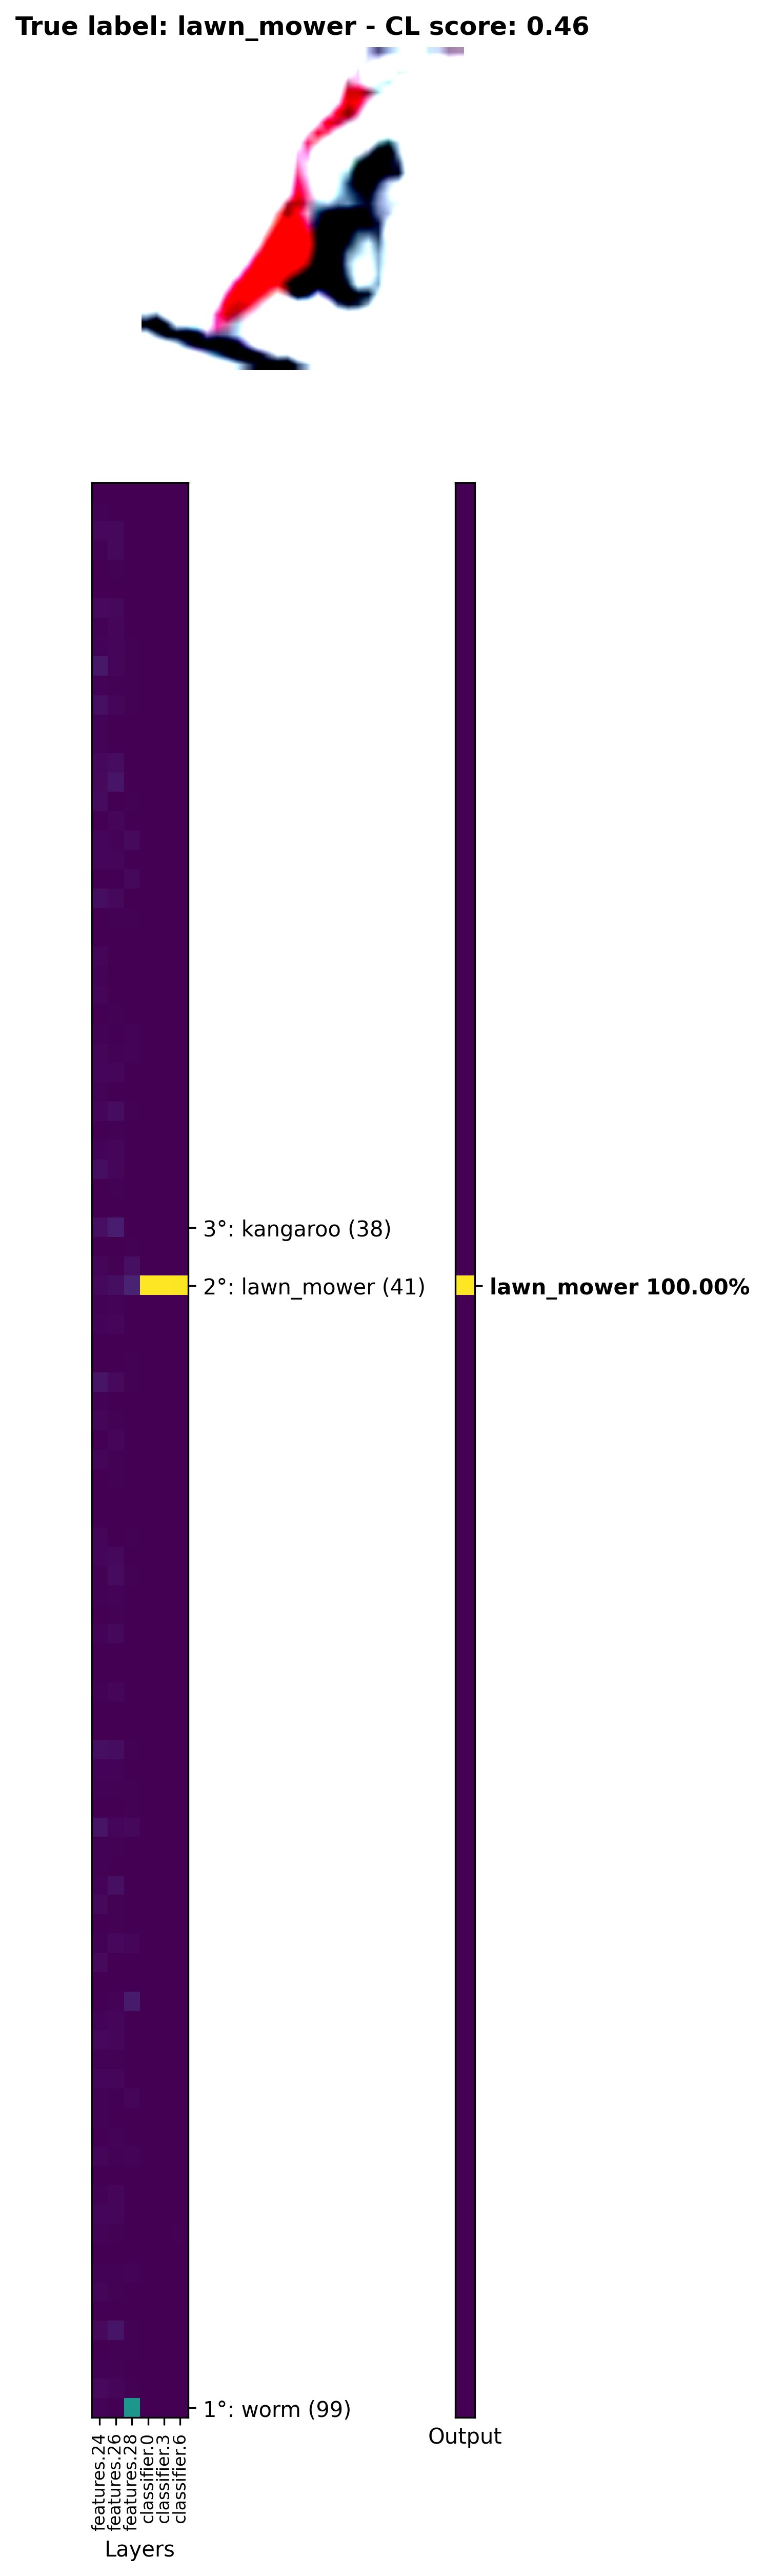 True label: lawn_mower - CL score: 0.46
3°: kangaroo (38)
2°: lawn_mower (41)
lawn_mower 100.00%
1°: worm (99)
features.24
features.26
features.28
classifier.0
classifier.3
classifier.6
Layers
Output